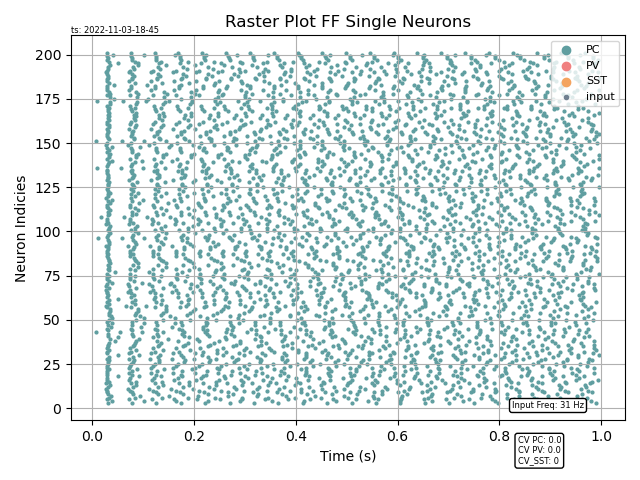 Raster Plot FF Single Neurons
ts: 2022-11-03-18-45
PC
PV
SST
input
200
175
150
125
100
75
50
25
0
Neuron Indicies
Input Freq: 31 Hz
0.0 0.2 0.4 0.6 0.8 1.0
Time (s)
CV PC: 0.0
CV PV: 0.0
CV_SST: 0